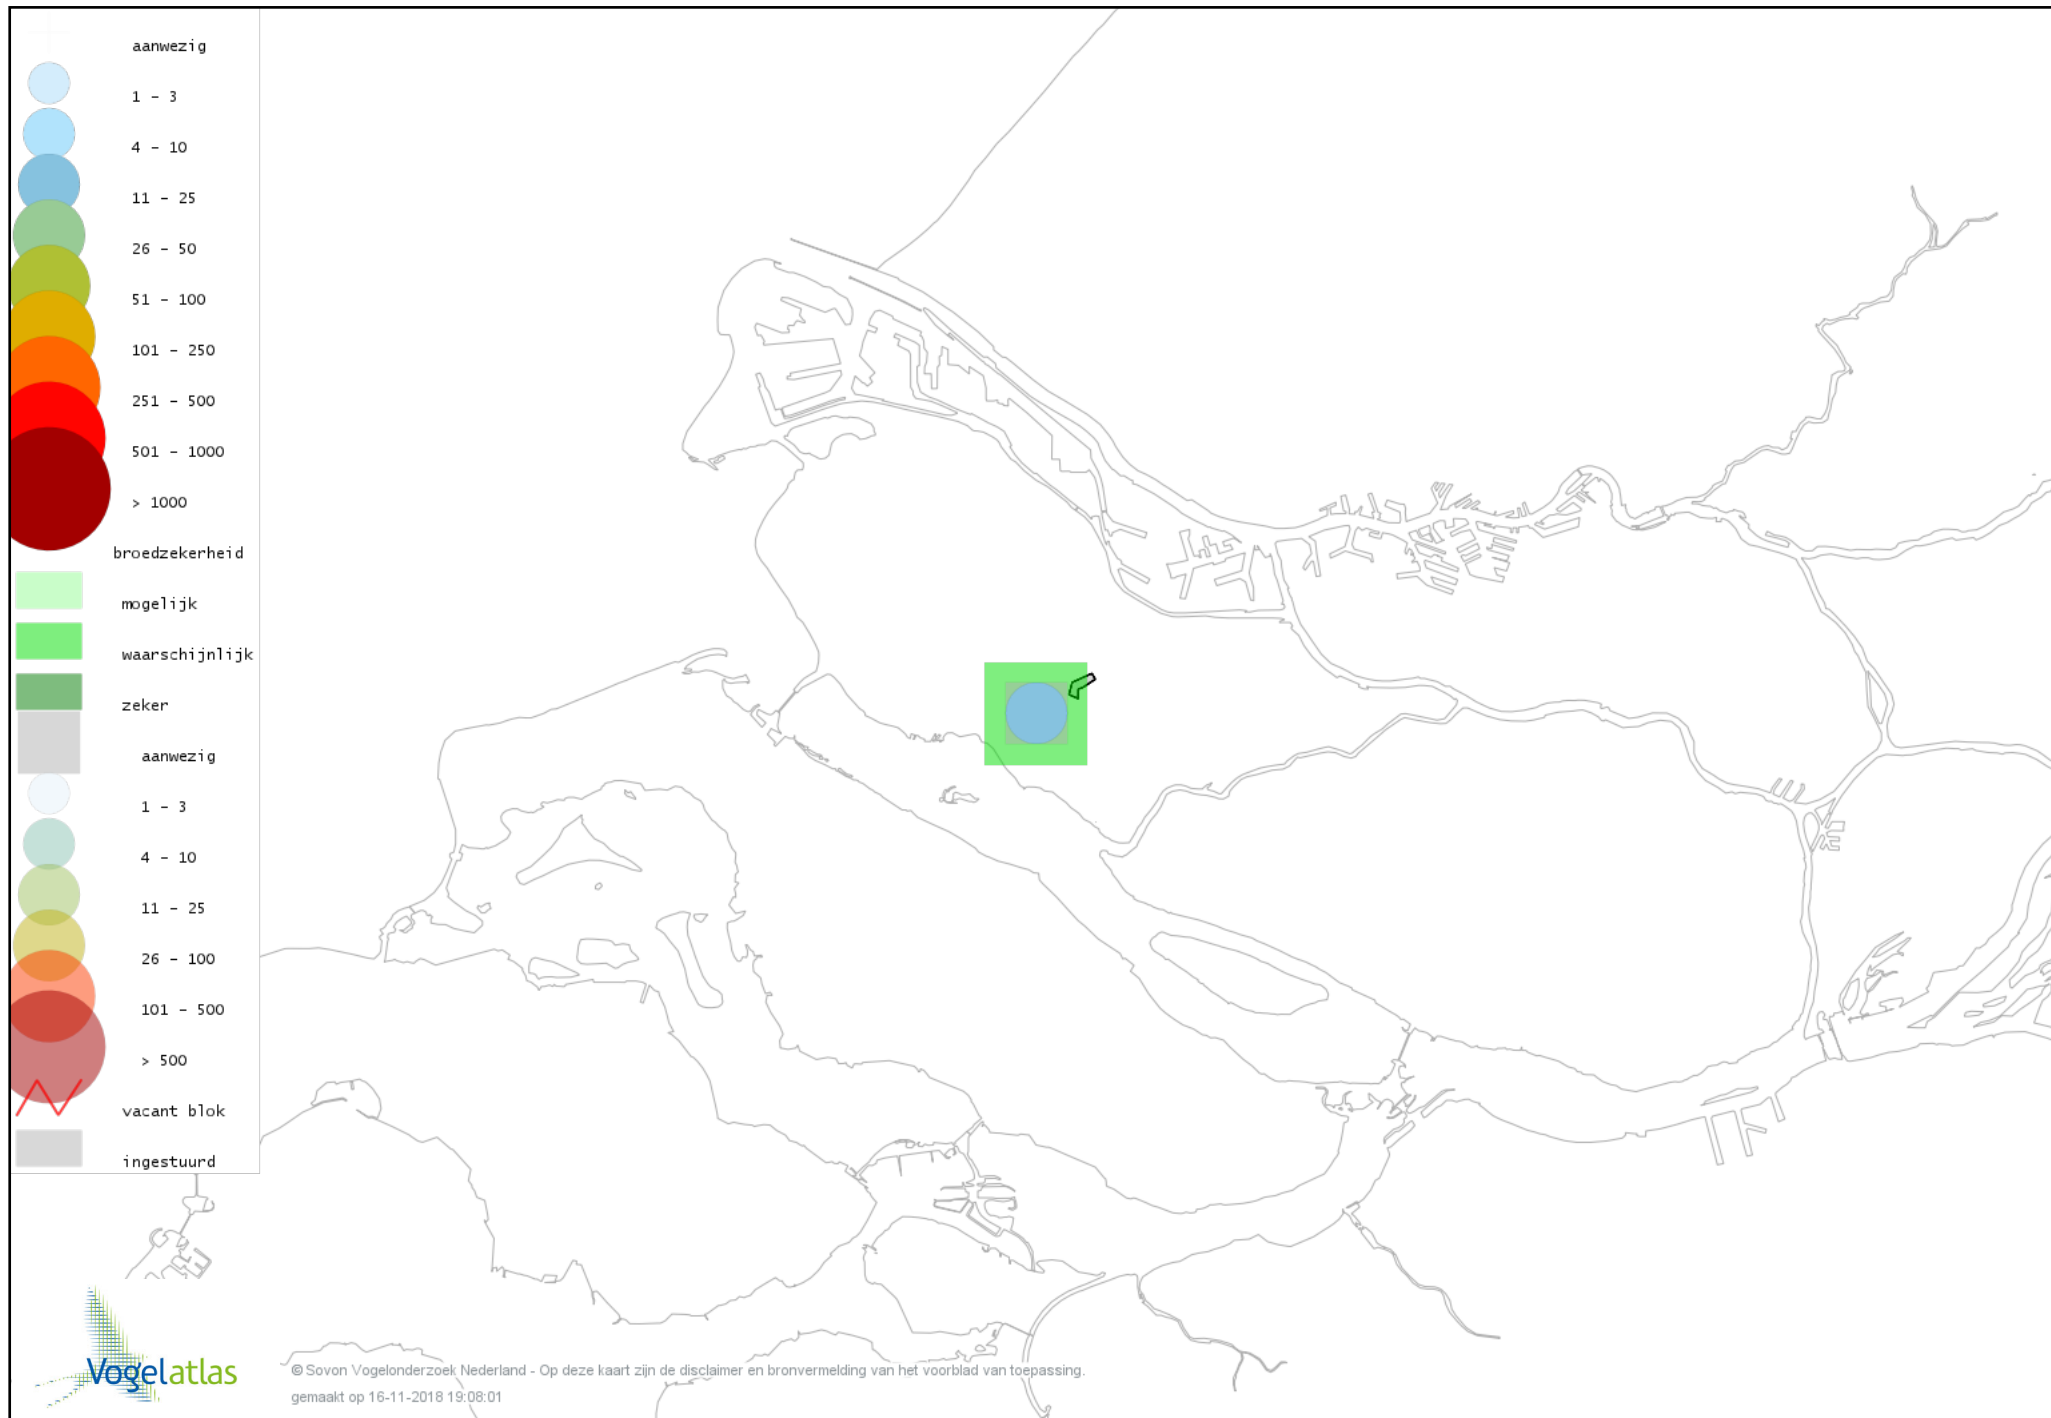 aanwezig
1 - 3
4 - 10
11 - 25
26 - 50
51 - 100
101 - 250
251 - 500
501 - 1000
> 1000
broedzekerheid
mogelijk
waarschijnlijk
zeker
aanwezig
1 - 3
4 - 10
11 - 25
26 - 100
101 - 500
> 500
vacant blok
ingestuurd
Vogelatlas
© Sovon Vogelonderzoek Nederland - Op deze kaart zijn de disclaimer en bronvermelding van het voorblad van toepassing.
gemaakt op 16-11-2018 19:08:01